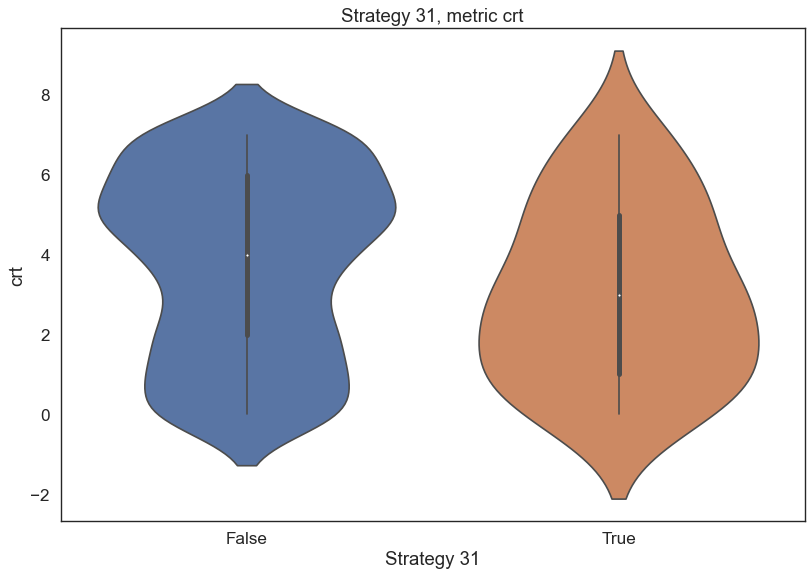 Strategy 31, metric crt
8
6
4
2
0
−2
crt
False
True
Strategy 31